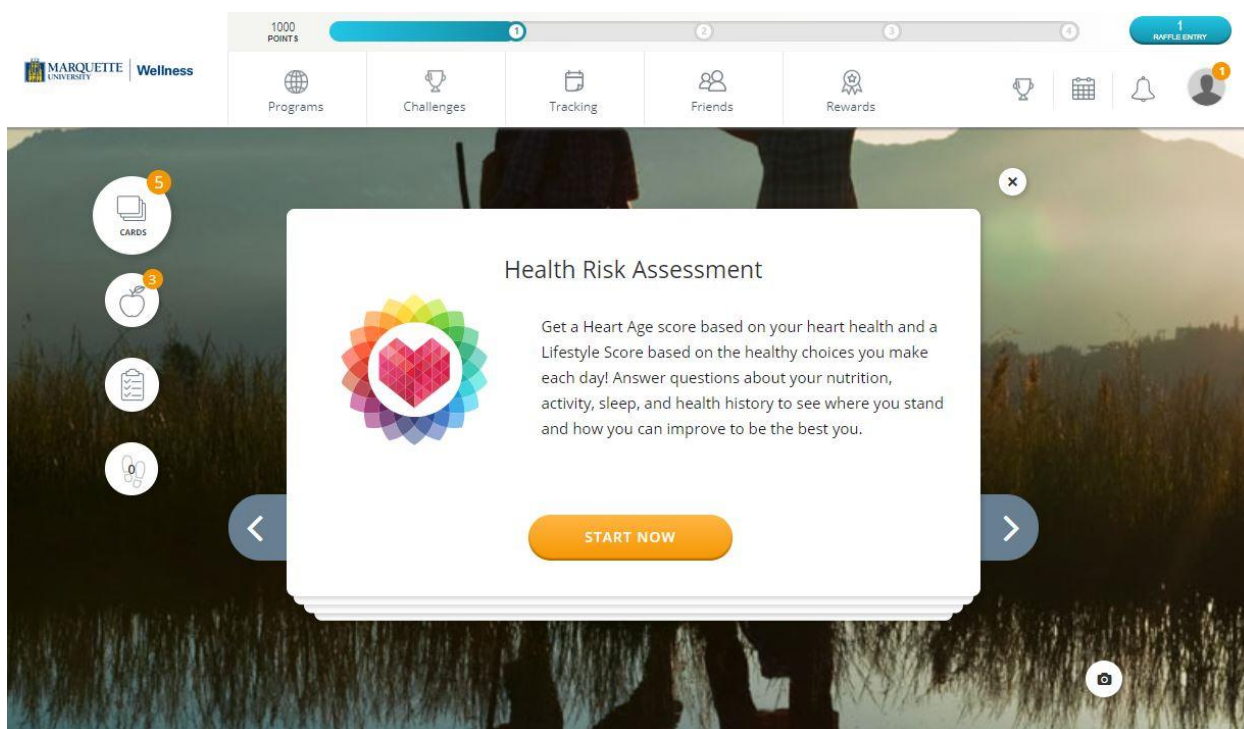 1000
POINTS
1
2
3
4
1
RAFFLE ENTRY
MARQUETTE
UNIVERSITY
Wellness
Programs
Challenges
Tracking
Friends
Rewards
1
5
CARDS
3
0
Health Risk Assessment
Get a Heart Age score based on your heart health and a
Lifestyle Score based on the healthy choices you make
each day! Answer questions about your nutrition,
activity, sleep, and health history to see where you stand
and how you can improve to be the best you.
START NOW